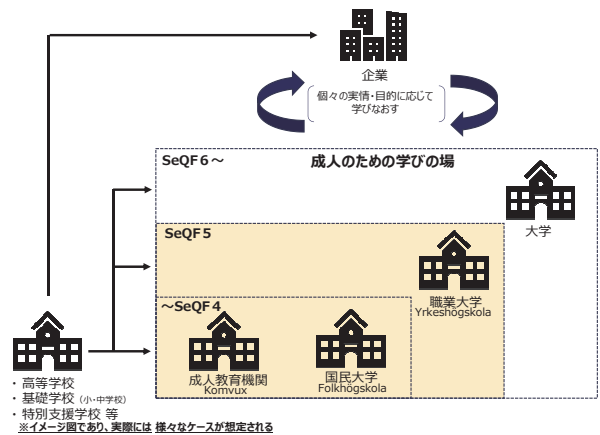 企業
個々の実情・目的に応じて
学びなおす
SeQF6～
成人のための学びの場
大学
SeQF5
職業大学
Yrkeshögskola
～SeQF4
成人教育機関
Komvux
国民大学
Folkhögskola
・ 高等学校
・ 基礎学校（小・中学校）
・ 特別支援学校 等
※イメージ図であり、実際には 様々なケースが想定される